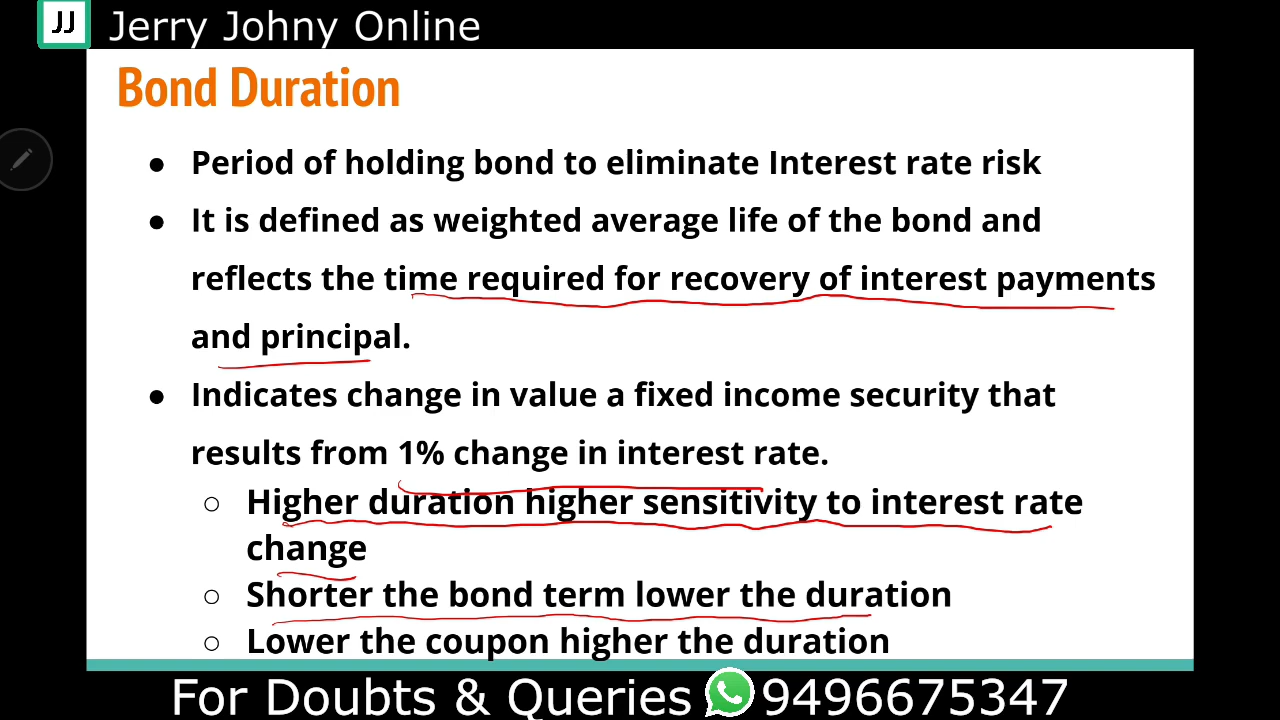 JJ Jerry Johny Online
Bond Duration
● Period of holding bond to eliminate Interest rate risk
● It is defined as weighted average life of the bond and
reflects the time required for recovery of interest payments
and principal.
● Indicates change in value a fixed income security that
results from 1% change in interest rate.
○ Higher duration higher sensitivity to interest rate
change
○ Shorter the bond term lower the duration
○ Lower the coupon higher the duration
For Doubts & Queries 9496675347